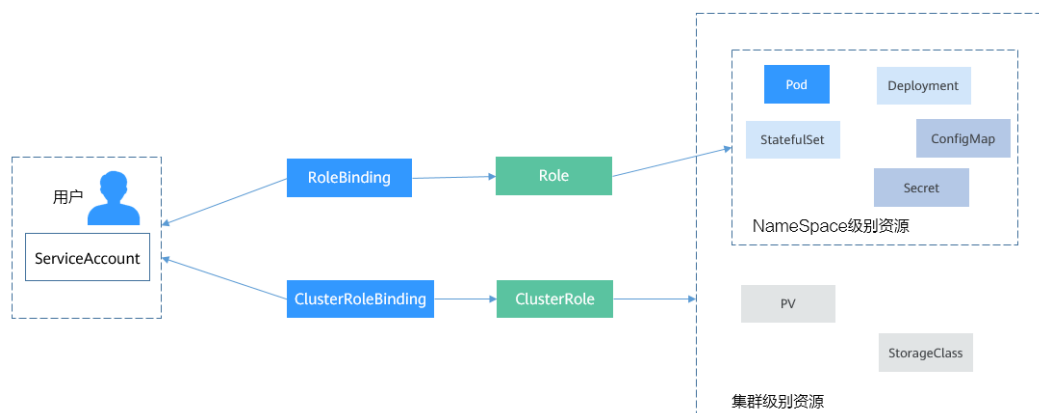 Pod
Deployment
StatefulSet
ConfigMap
Secret
NameSpace级别资源
用户
ServiceAccount
RoleBinding
Role
ClusterRoleBinding
ClusterRole
PV
StorageClass
集群级别资源